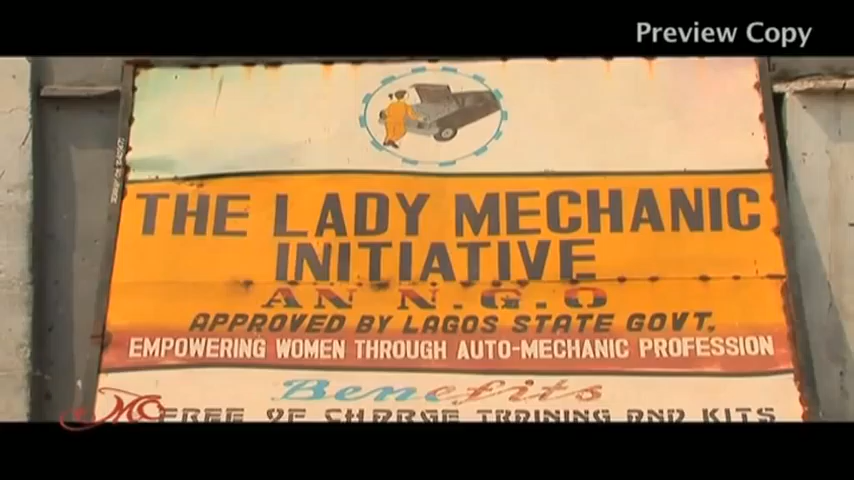 Preview Copy
THE LADY MECHANIC
INITIATIVE
AN N.G.O
APPROVED BY LAGOS STATE GOVT.
EMPOWERING WOMEN THROUGH AUTO-MECHANIC PROFESSION
Benefits
FREE OF CHARGE TRAINING AND KITS